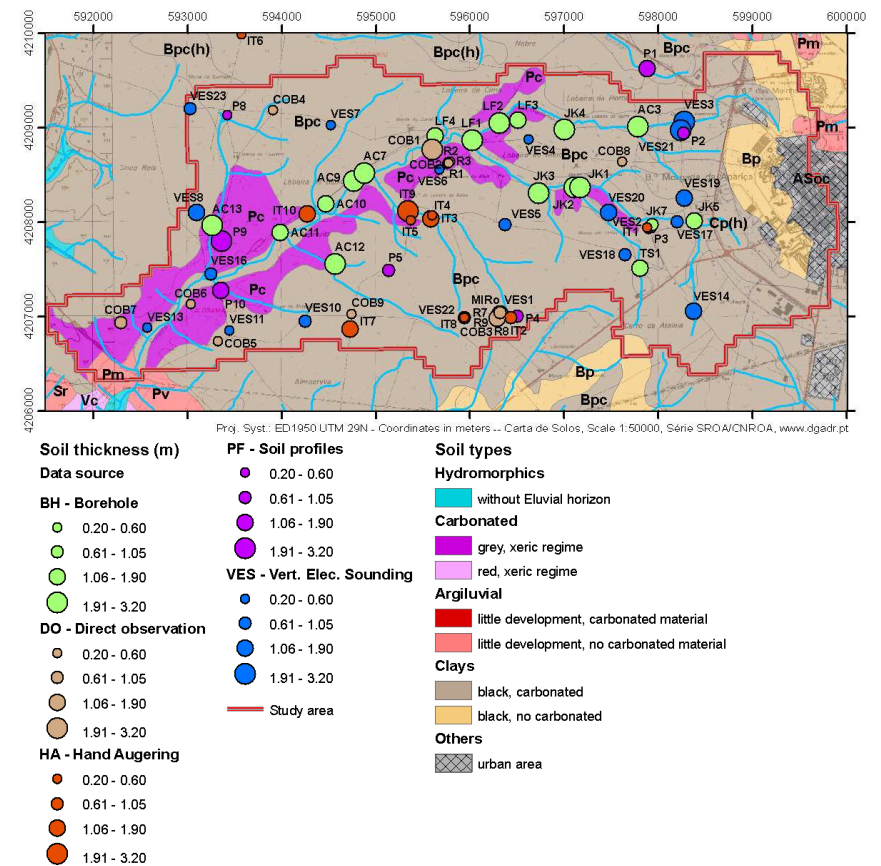 592000 593000 594000 595000 596000 597000 598000 599000 600000
4210000
4209000
4208000
4207000
4206000
IT6
Bpc(h)
Bpc(h)
P1
Bpc
Pm
Pc
VES23
P8
COB4
VES7
Bpc
LF2
LF3
JK4
AC3
VES3
LF4
LF1
COB1
VES4
VES21
P2
Pm
R2
COB2
R3
R1
VES6
Bpc
COB8
Bp
AC7
AC9
Pc
JK3
JK1
JK2
VES20
VES19
ASoc
VES8
AC13
Pc
IT10
AC10
IT9
IT4
IT3
IT5
VES5
VES2
JK7
IT1
P3
JK5
VES17
Cp(h)
P9
AC11
AC12
VES18
TS1
VES16
P5
Bpc
Pc
COB6
P10
VES10
COB9
VES22
MIRo
VES1
VES14
COB7
VES13
VES11
IT7
IT8
R7
R9
COB3
R8
IT2
P4
COB5
Pm
Bp
Sr
Vc
Pv
Bpc
Proj. Syst.: ED1950 UTM 29N - Coordinates in meters -- Carta de Solos, Scale 1:50000, Série SROA/CNROA, www.dgadr.pt
Soil thickness (m)
Data source
BH - Borehole
0.20 - 0.60
0.61 - 1.05
1.06 - 1.90
1.91 - 3.20
DO - Direct observation
0.20 - 0.60
0.61 - 1.05
1.06 - 1.90
1.91 - 3.20
HA - Hand Augering
0.20 - 0.60
0.61 - 1.05
1.06 - 1.90
1.91 - 3.20
PF - Soil profiles
0.20 - 0.60
0.61 - 1.05
1.06 - 1.90
1.91 - 3.20
VES - Vert. Elec. Sounding
0.20 - 0.60
0.61 - 1.05
1.06 - 1.90
1.91 - 3.20
Study area
Soil types
Hydromorphics
without Eluvial horizon
Carbonated
grey, xeric regime
red, xeric regime
Argiluvial
little development, carbonated material
little development, no carbonated material
Clays
black, carbonated
black, no carbonated
Others
urban area